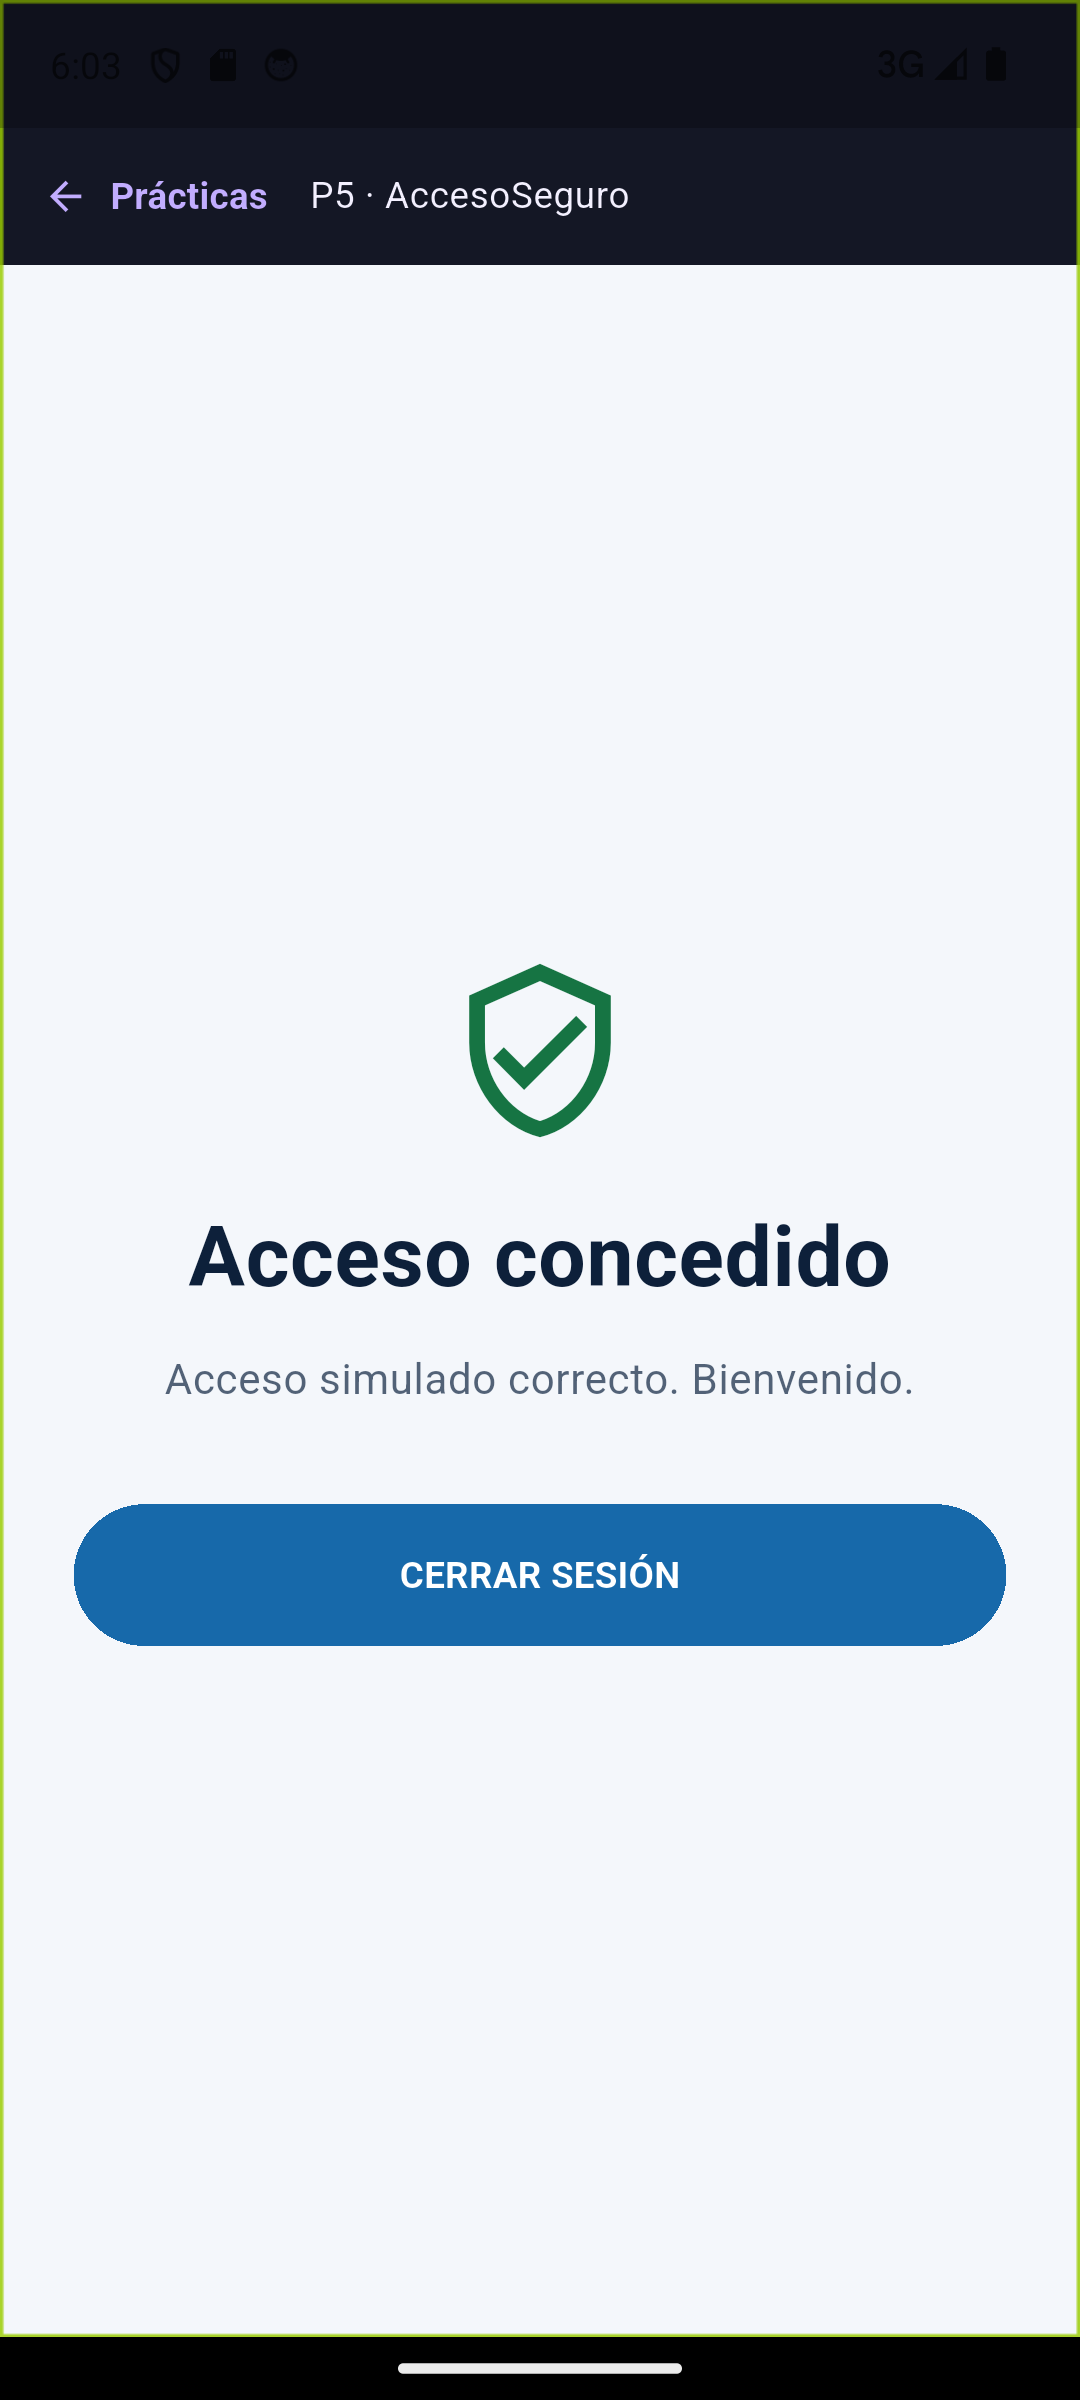 6:03 3G
Prácticas P5 · AccesoSeguro
Acceso concedido
Acceso simulado correcto. Bienvenido.
CERRAR SESIÓN